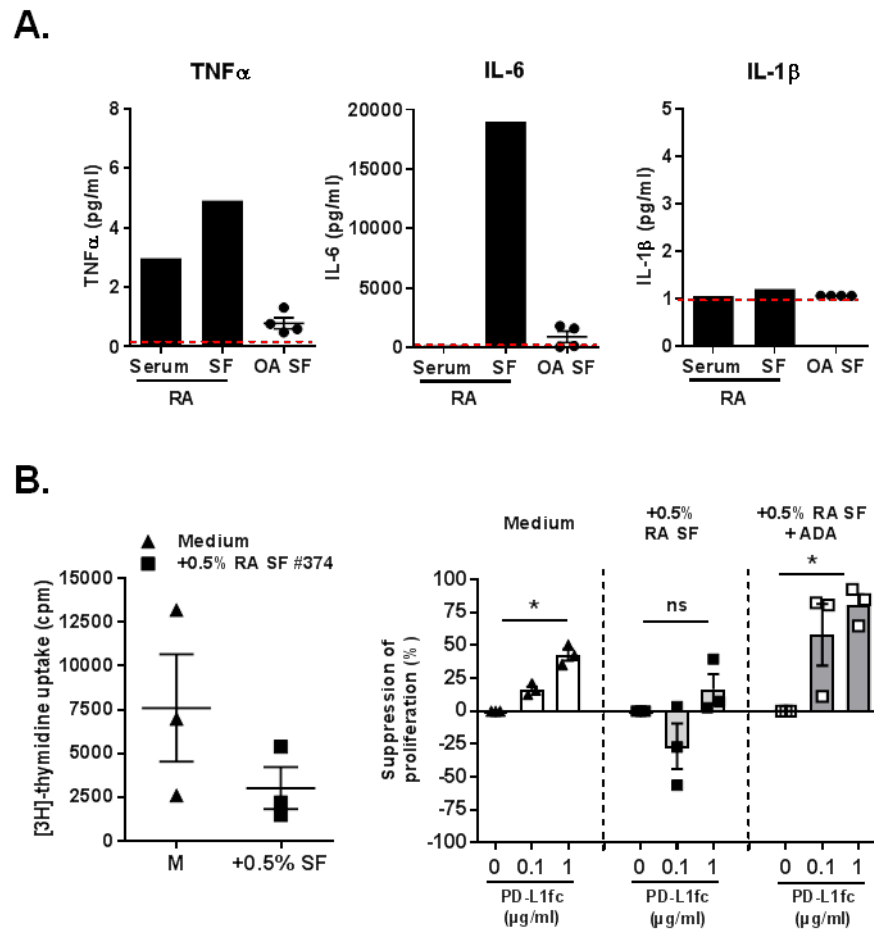 A.
TNFα
IL-6
IL-1β
TNFα (pg/ml)
8
6
4
2
0
Serum SF OA SF
RA
IL-6 (pg/ml)
20000
15000
10000
5000
0
Serum SF OA SF
RA
IL-1β (pg/ml)
5
4
3
2
1
0
Serum SF OA SF
RA
B.
Medium
+0.5% RA SF #374
[3H]-thymidine uptake (cpm)
15000
12500
10000
7500
5000
2500
0
M +0.5% SF
Medium
+0.5%
RA SF
+0.5% RA SF
+ADA
Suppression of
proliferation (%)
75
50
25
0
-25
-50
-75
-100
*
ns
*
0 0.1 1
PD-L1fc
(µg/ml)
0 0.1 1
PD-L1fc
(µg/ml)
0 0.1 1
PD-L1fc
(µg/ml)